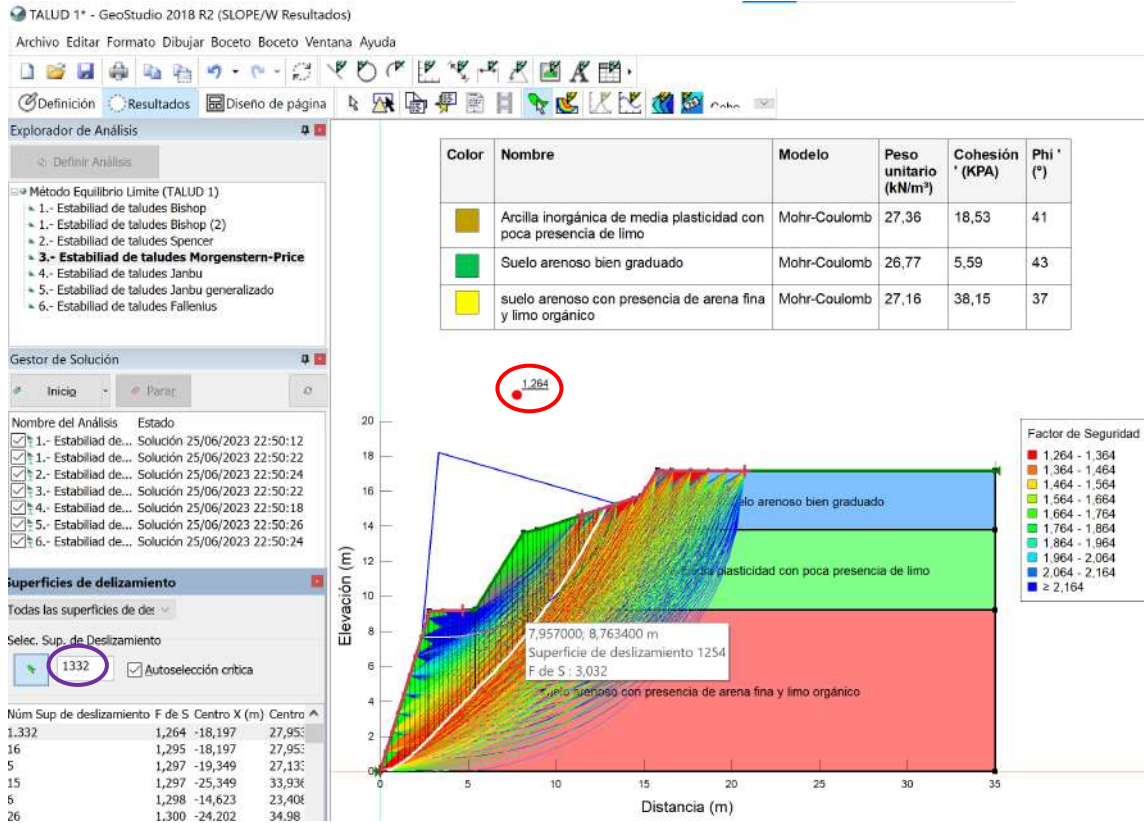 TALUD 1* - GeoStudio 2018 R2 (SLOPE/W Resultados)
Archivo Editar Formato Dibujar Boceto Boceto Ventana Ayuda
Definición Resultados Diseño de página
Explorador de Análisis
Definir Análisis
Método Equilibrio Limite (TALUD 1)
1.- Estabiliad de taludes Bishop
1.- Estabiliad de taludes Bishop (2)
2.- Estabiliad de taludes Spencer
3.- Estabiliad de taludes Morgenstern-Price
4.- Estabiliad de taludes Janbu
5.- Estabiliad de taludes Janbu generalizado
6.- Estabiliad de taludes Fallenius
Gestor de Solución
Inicio Parar
Nombre del Análisis Estado
1.- Estabiliad de... Solución 25/06/2023 22:50:12
1.- Estabiliad de... Solución 25/06/2023 22:50:22
2.- Estabiliad de... Solución 25/06/2023 22:50:24
3.- Estabiliad de... Solución 25/06/2023 22:50:22
4.- Estabiliad de... Solución 25/06/2023 22:50:18
5.- Estabiliad de... Solución 25/06/2023 22:50:26
6.- Estabiliad de... Solución 25/06/2023 22:50:24
Superficies de delizamiento
Todas las superficies de des
Selec. Sup. de Deslizamiento
1332 Autoselección crítica
Núm Sup de deslizamiento F de S Centro X (m) Centro
1.332 1,264 -18,197 27,953
16 1,295 -18,197 27,953
5 1,297 -19,349 27,133
15 1,297 -25,349 33,936
6 1,298 -14,623 23,408
26 1,300 -24,202 34,98
Color Nombre Modelo Peso unitario (kN/m³) Cohesión ' (KPA) Phi ' (°)
Arcilla inorgánica de media plasticidad con Mohr-Coulomb 27,36 18,53 41
poca presencia de limo
Suelo arenoso bien graduado Mohr-Coulomb 26,77 5,59 43
suelo arenoso con presencia de arena fina Mohr-Coulomb 27,16 38,15 37
y limo orgánico
1,264
20
18
16
14
12
10
8
6
4
2
0
Elevación (m)
elo arenoso bien graduado
plasticidad con poca presencia de limo
7,957000; 8,763400 m
Superficie de deslizamiento 1254
F de S : 3,032
arenoso con presencia de arena fina y limo orgánico
0 5 10 15 20 25 30 35
Distancia (m)
Factor de Seguridad
1,264 - 1,364
1,364 - 1,464
1,464 - 1,564
1,564 - 1,664
1,664 - 1,764
1,764 - 1,864
1,864 - 1,964
1,964 - 2,064
2,064 - 2,164
≥ 2,164